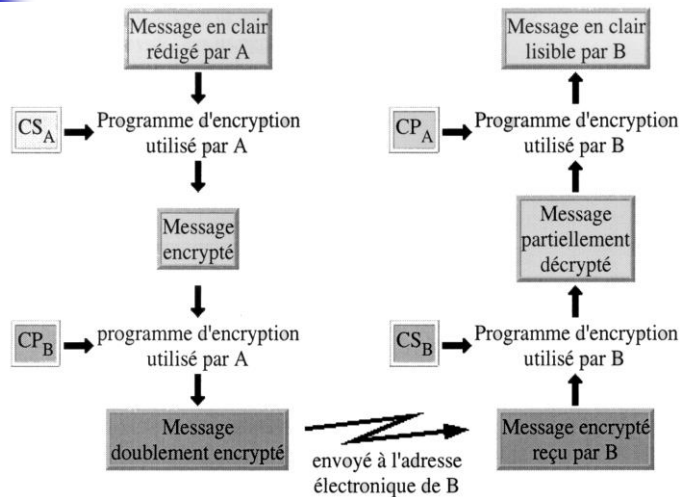 Message en clair
rédigé par A
CSA
Programme d'encryption
utilisé par A
Message
encrypté
CPB
programme d'encryption
utilisé par A
Message
doublement encrypté
envoyé à l'adresse
électronique de B
Message encrypté
reçu par B
CSB
Programme d'encryption
utilisé par B
Message
partiellement
décrypté
CPA
Programme d'encryption
utilisé par B
Message en clair
lisible par B